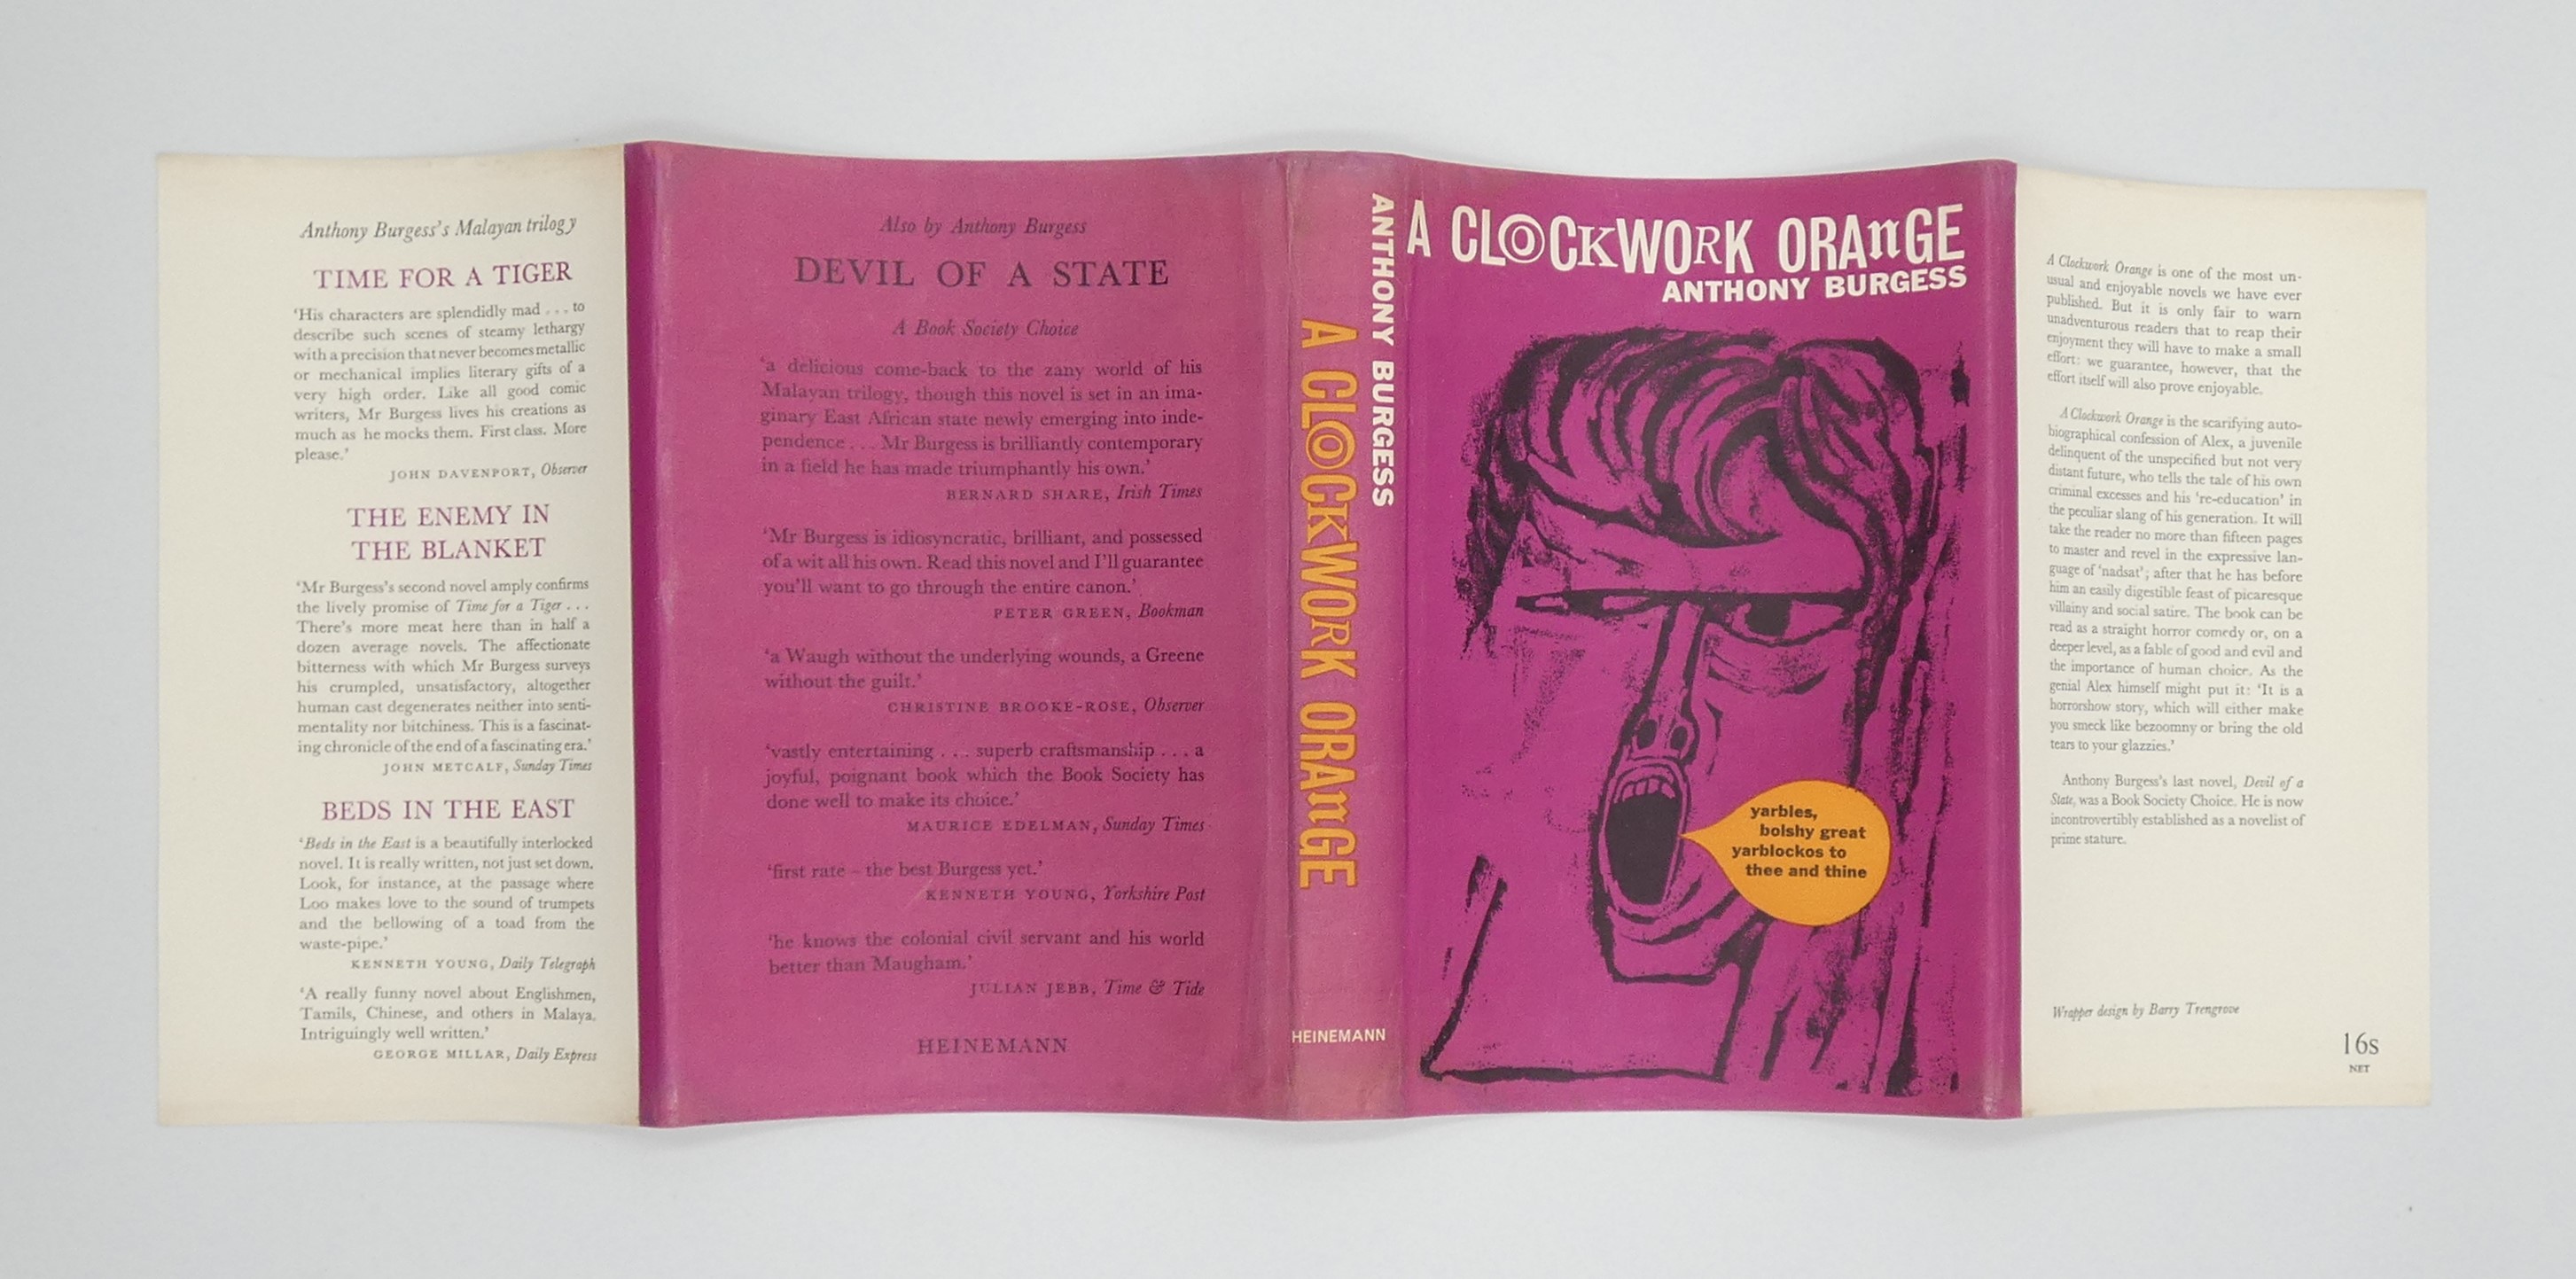 Anthony Burgess's Malayan trilogy
TIME FOR A TIGER
'His characters are splendidly mad . . . to
describe such scenes of steamy lethargy
with a precision that never becomes metallic
or mechanical implies literary gifts of a
very high order. Like all good comic
writers, Mr Burgess lives his creations as
much as he mocks them. First class. More
please.'
JOHN DAVENPORT, Observer
THE ENEMY IN
THE BLANKET
'Mr Burgess's second novel amply confirms
the lively promise of Time for a Tiger . . .
There's more meat here than in half a
dozen average novels. The affectionate
bitterness with which Mr Burgess surveys
his crumpled, unsatisfactory, altogether
human cast degenerates neither into senti-
mentality nor bitchiness. This is a fascinat-
ing chronicle of the end of a fascinating era.'
JOHN METCALF, Sunday Times
BEDS IN THE EAST
'Beds in the East is a beautifully interlocked
novel. It is really written, not just set down.
Look, for instance, at the passage where
Loo makes love to the sound of trumpets
and the bellowing of a toad from the
waste-pipe.'
KENNETH YOUNG, Daily Telegraph
'A really funny novel about Englishmen,
Tamils, Chinese, and others in Malaya.
Intriguingly well written.'
GEORGE MILLAR, Daily Express
Also by Anthony Burgess
DEVIL OF A STATE
A Book Society Choice
'a delicious come-back to the zany world of his
Malayan trilogy, though this novel is set in an ima-
ginary East African state newly emerging into inde-
pendence . . . Mr Burgess is brilliantly contemporary
in a field he has made triumphantly his own.'
BERNARD SHARE, Irish Times
'Mr Burgess is idiosyncratic, brilliant, and possessed
of a wit all his own. Read this novel and I'll guarantee
you'll want to go through the entire canon.'
PETER GREEN, Bookman
'a Waugh without the underlying wounds, a Greene
without the guilt.'
CHRISTINE BROOKE-ROSE, Observer
'vastly entertaining . . . superb craftsmanship . . . a
joyful, poignant book which the Book Society has
done well to make its choice.'
MAURICE EDELMAN, Sunday Times
'first rate – the best Burgess yet.'
KENNETH YOUNG, Yorkshire Post
'he knows the colonial civil servant and his world
better than Maugham.'
JULIAN JEBB, Time & Tide
HEINEMANN
ANTHONY BURGESS
A CLOCKWORK ORAnGE
HEINEMANN
A CLOCKWORK ORAnGE
ANTHONY BURGESS
yarbles,
bolshy great
yarblockos to
thee and thine
A Clockwork Orange is one of the most un-
usual and enjoyable novels we have ever
published. But it is only fair to warn
unadventurous readers that to reap their
enjoyment they will have to make a small
effort: we guarantee, however, that the
effort itself will also prove enjoyable.
A Clockwork Orange is the scarifying auto-
biographical confession of Alex, a juvenile
delinquent of the unspecified but not very
distant future, who tells the tale of his own
criminal excesses and his 're-education' in
the peculiar slang of his generation. It will
take the reader no more than fifteen pages
to master and revel in the expressive lan-
guage of 'nadsat'; after that he has before
him an easily digestible feast of picaresque
villainy and social satire. The book can be
read as a straight horror comedy or, on a
deeper level, as a fable of good and evil and
the importance of human choice. As the
genial Alex himself might put it: 'It is a
horrorshow story, which will either make
you smeck like bezoomny or bring the old
tears to your glazzies.'
Anthony Burgess's last novel, Devil of a
State, was a Book Society Choice. He is now
incontrovertibly established as a novelist of
prime stature.
Wrapper design by Barry Trengrove
16s
NET